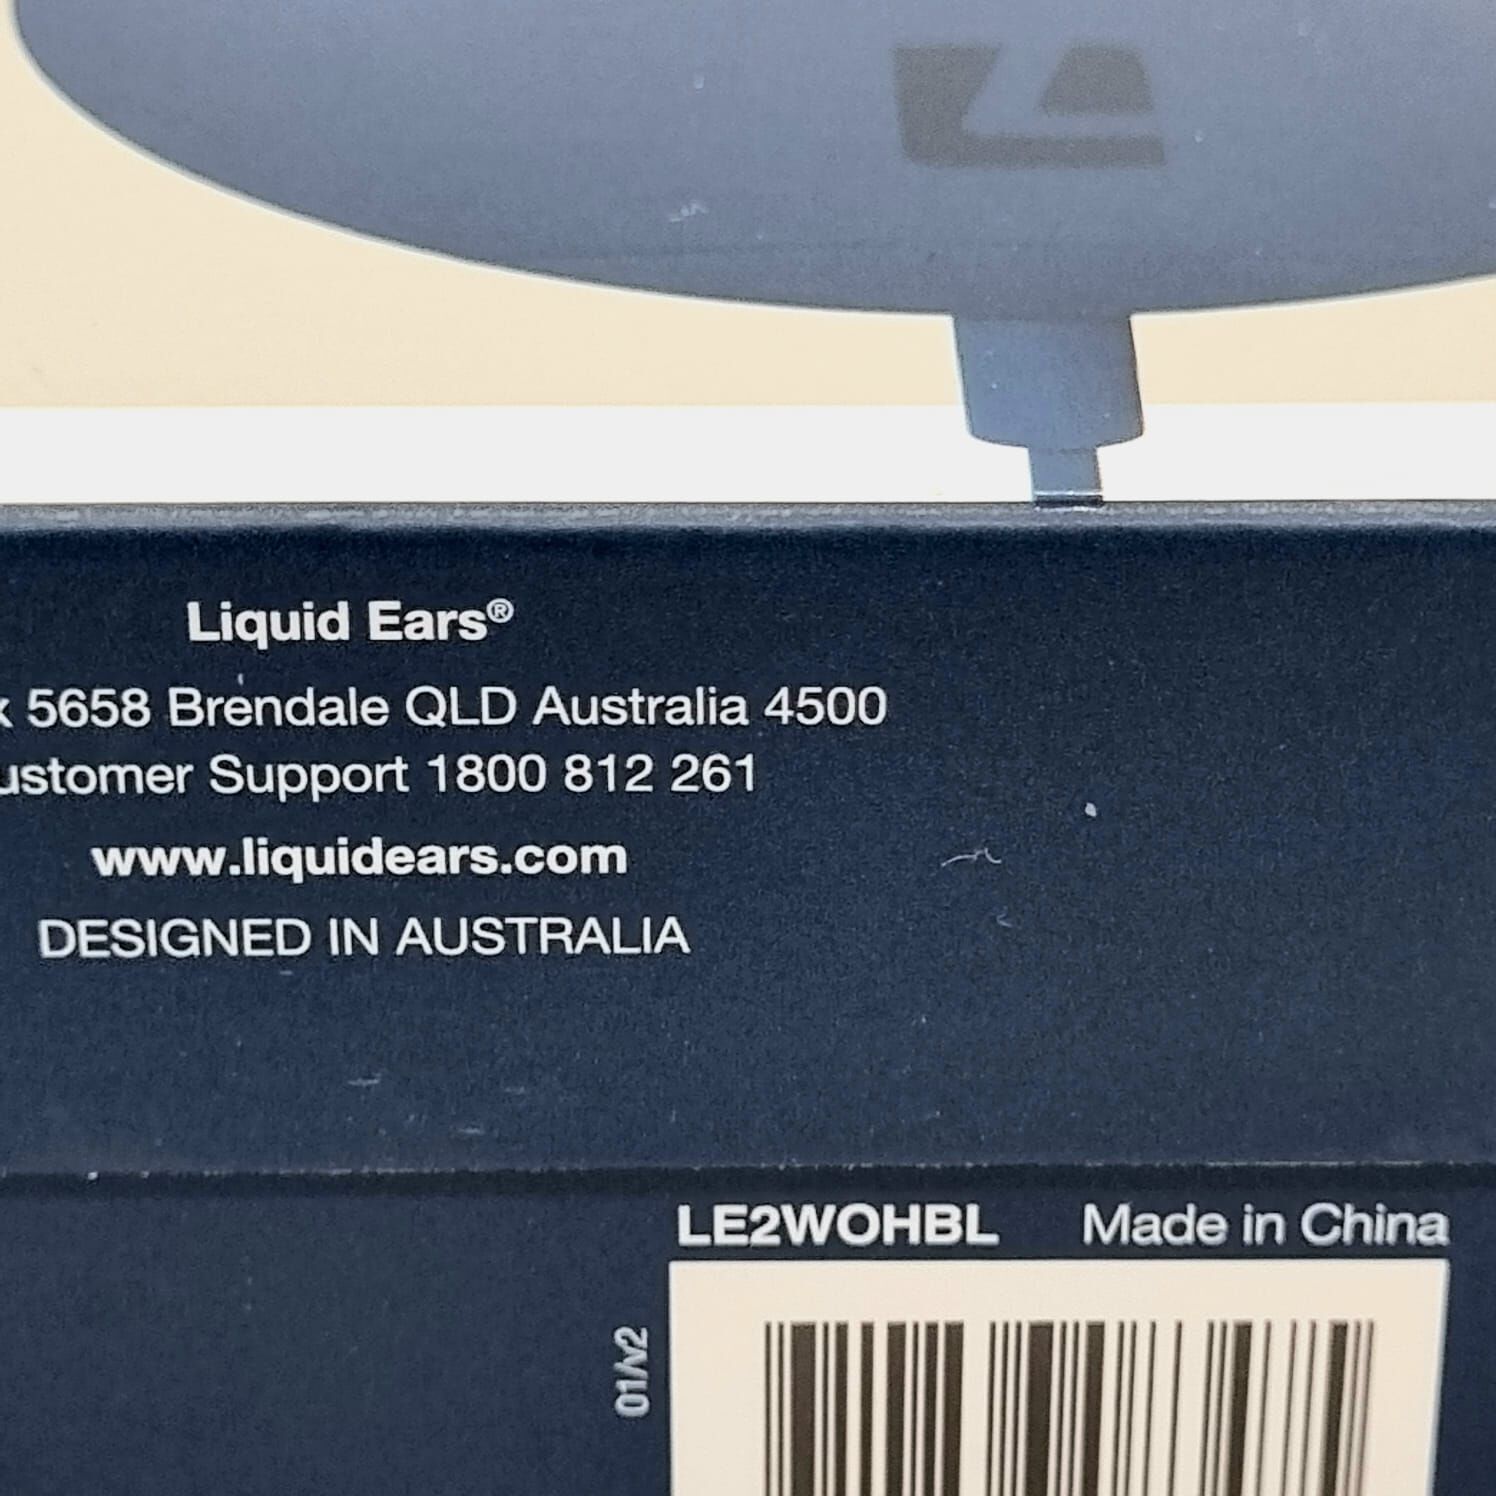 Liquid Ears®
5658 Brendale QLD Australia 4500
Support 1800 812 261
www.liquidears.com
DESIGNED IN AUSTRALIA
LE2WOHBL Made in China
01/v2